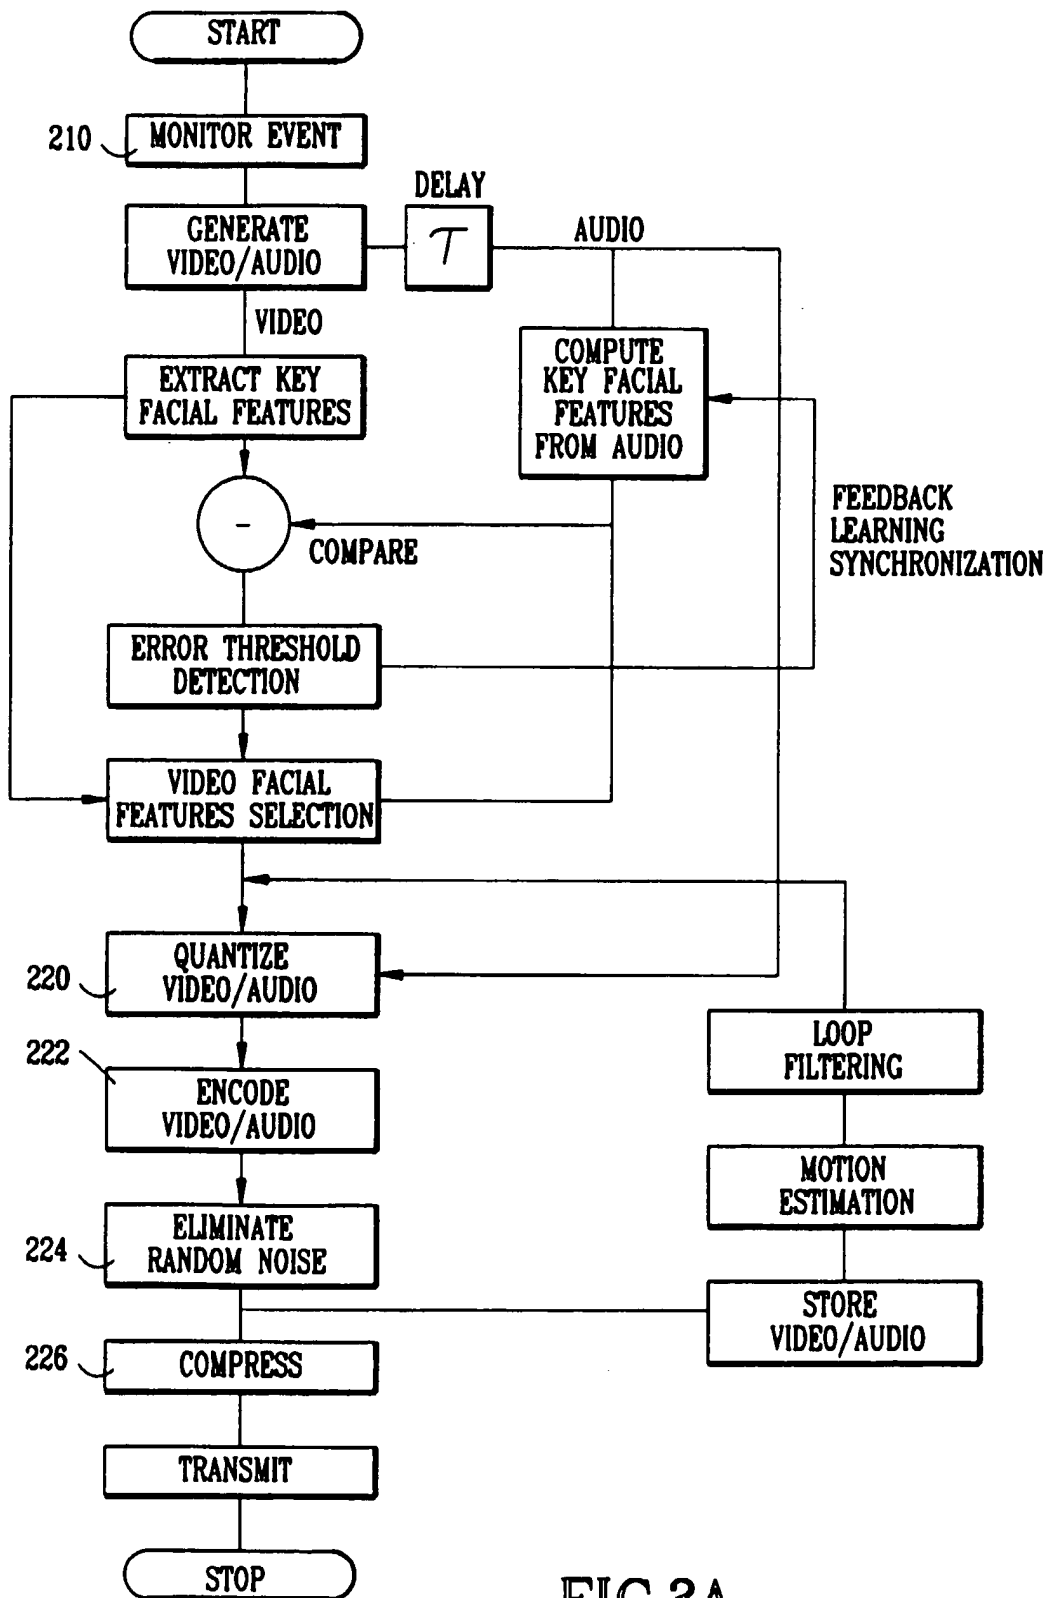 START
210
MONITOR EVENT
DELAY
GENERATE
VIDEO/AUDIO
τ
AUDIO
VIDEO
EXTRACT KEY
FACIAL FEATURES
COMPUTE
KEY FACIAL
FEATURES
FROM AUDIO
-
COMPARE
FEEDBACK
LEARNING
SYNCHRONIZATION
ERROR THRESHOLD
DETECTION
VIDEO FACIAL
FEATURES SELECTION
220
QUANTIZE
VIDEO/AUDIO
LOOP
FILTERING
222
ENCODE
VIDEO/AUDIO
MOTION
ESTIMATION
224
ELIMINATE
RANDOM NOISE
STORE
VIDEO/AUDIO
226
COMPRESS
TRANSMIT
STOP
FIG.3A